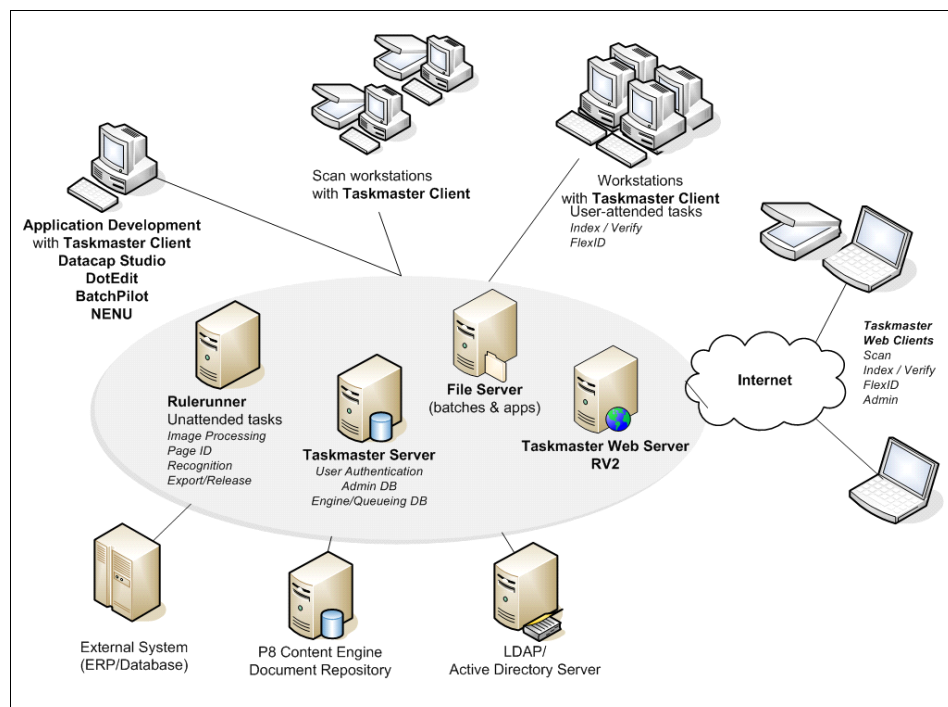 Scan workstations
with Taskmaster Client
Workstations
with Taskmaster Client
User-attended tasks
Index / Verify
FlexID
Application Development
with Taskmaster Client
Datacap Studio
DotEdit
BatchPilot
NENU
Taskmaster
Web Clients
Scan
Index / Verify
FlexID
Admin
Internet
File Server
(batches & apps)
Rulerunner
Unattended tasks
Image Processing
Page ID
Recognition
Export/Release
Taskmaster Server
User Authentication
Admin DB
Engine/Queueing DB
Taskmaster Web Server
RV2
External System
(ERP/Database)
P8 Content Engine
Document Repository
LDAP/
Active Directory Server